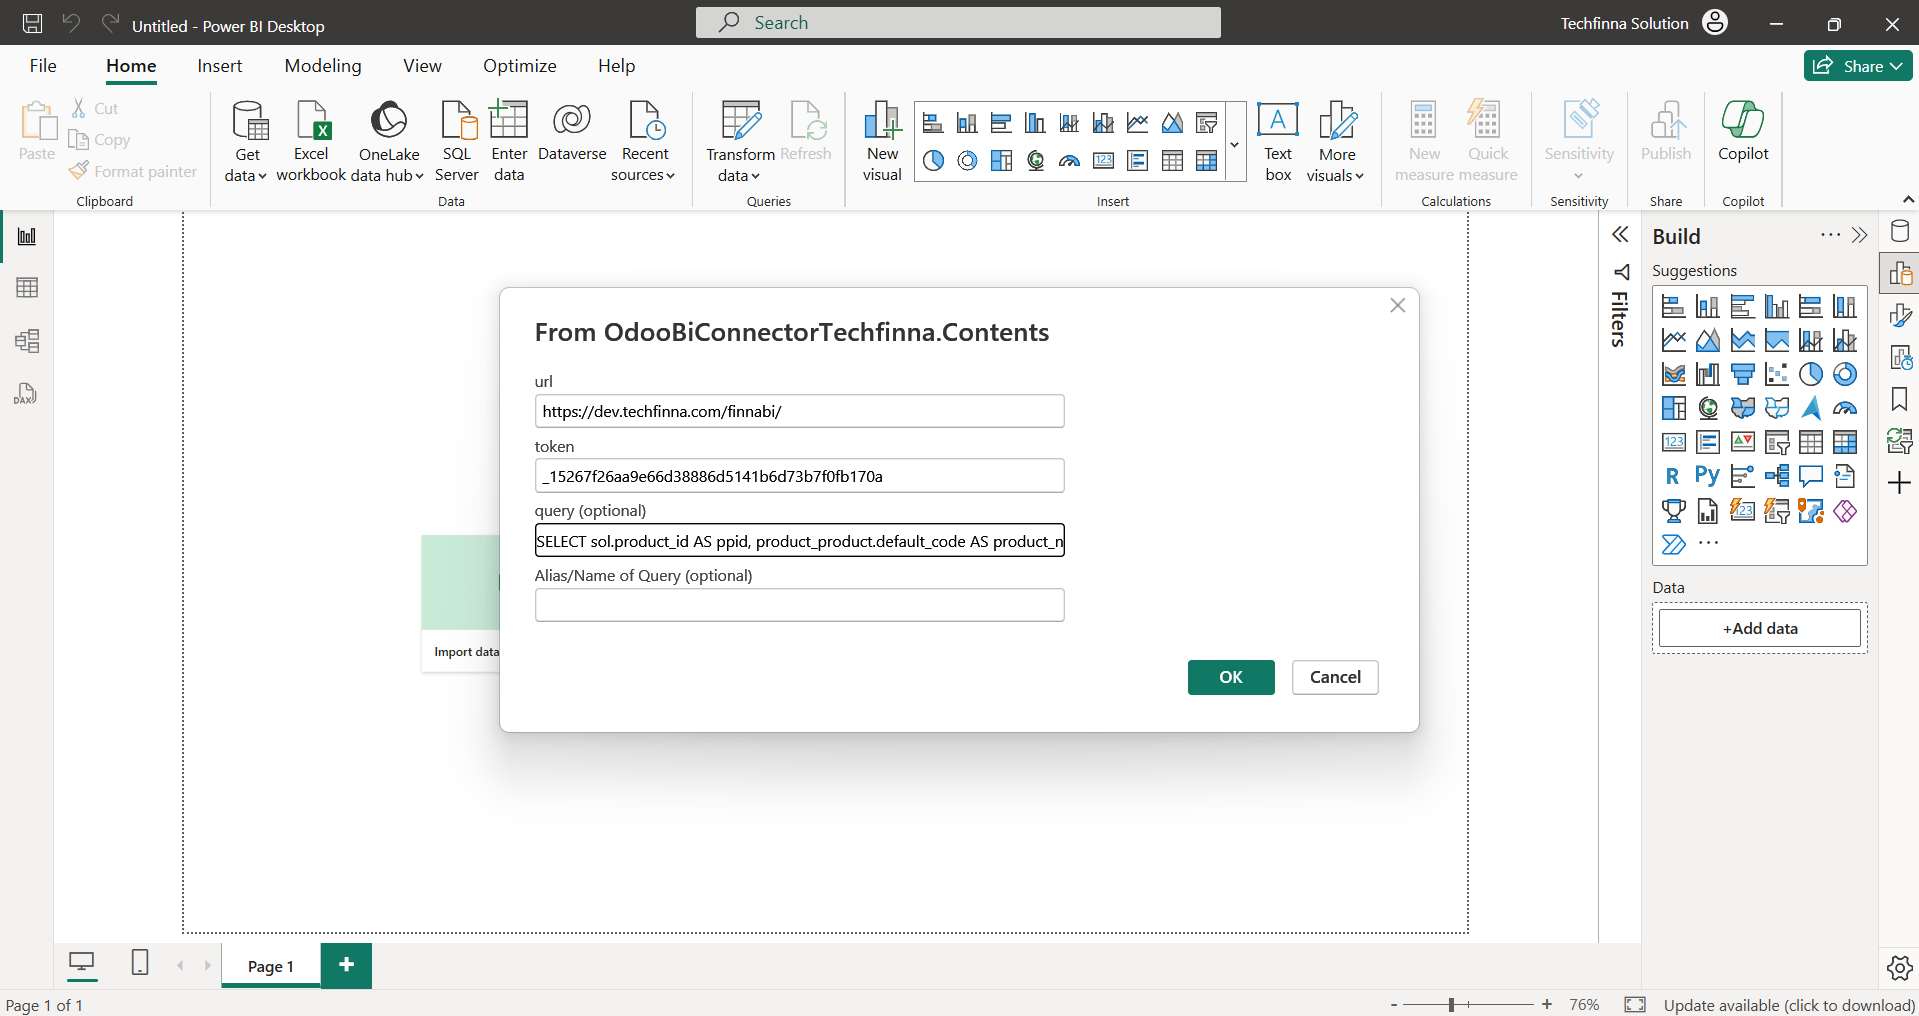 Untitled - Power BI Desktop
Search
Techfinna Solution
File Home Insert Modeling View Optimize Help
Share
Paste
Cut
Copy
Format painter
Clipboard
Get data
Excel workbook
OneLake data hub
SQL Server
Enter data
Dataverse
Recent sources
Data
Transform data
Refresh
Queries
New visual
123
A
Text box
More visuals
Insert
New measure
Quick measure
Calculations
Sensitivity
Sensitivity
Publish
Share
Copilot
Copilot
DAX
From OdooBiConnectorTechfinna.Contents
url
https://dev.techfinna.com/finnabi/
token
_15267f26aa9e66d38886d5141b6d73b7f0fb170a
query (optional)
SELECT sol.product_id AS ppid, product_product.default_code AS product_n
Alias/Name of Query (optional)
OK
Cancel
Import data
Filters
Build
Suggestions
123
R Py
123
Data
+Add data
Page 1
Page 1 of 1
- + 76%
Update available (click to download)